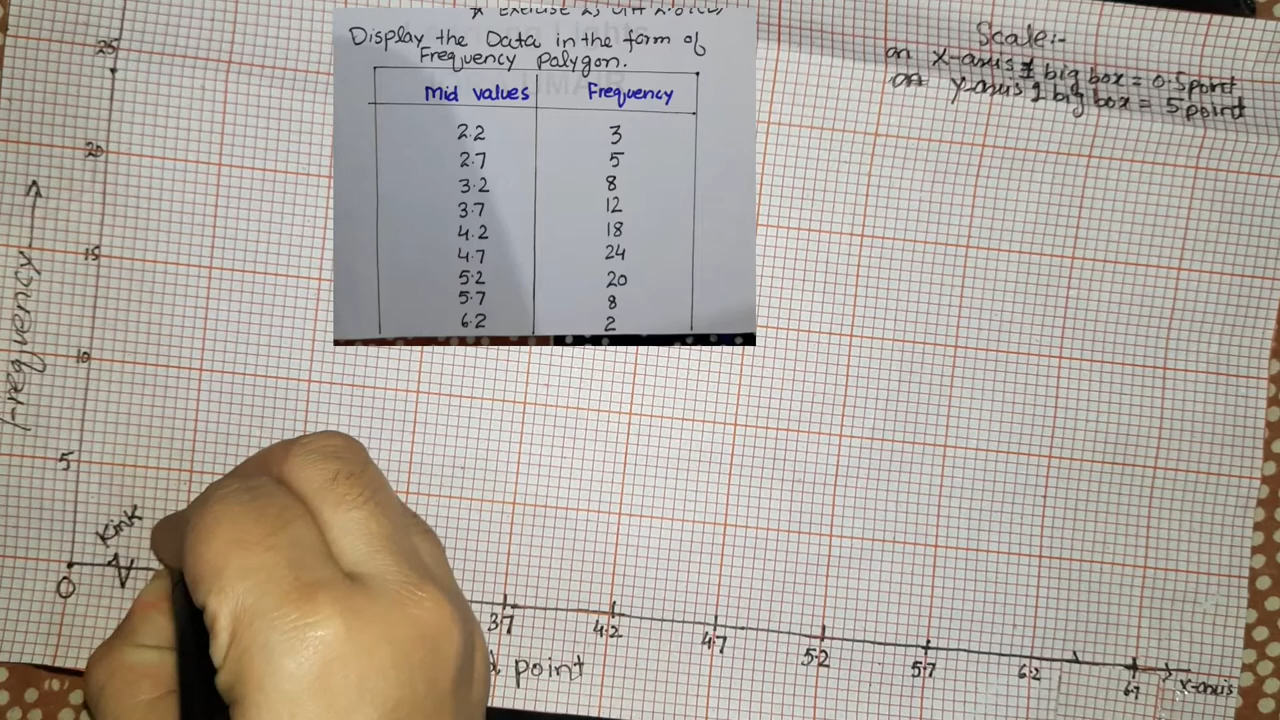 Display the Data in the form of
Frequency Polygon.
Mid values Frequency
2.2 3
2.7 5
3.2 8
3.7 12
4.2 18
4.7 24
5.2 20
5.7 8
6.2 2
Scale:-
on x-axis 1 big box = 0.5 point
on y-axis 1 big box = 5 point
25
20
15
10
5
0
Frequency
Kink
3.7 4.2 4.7 5.2 5.7 6.2 6.7
x-axis
point